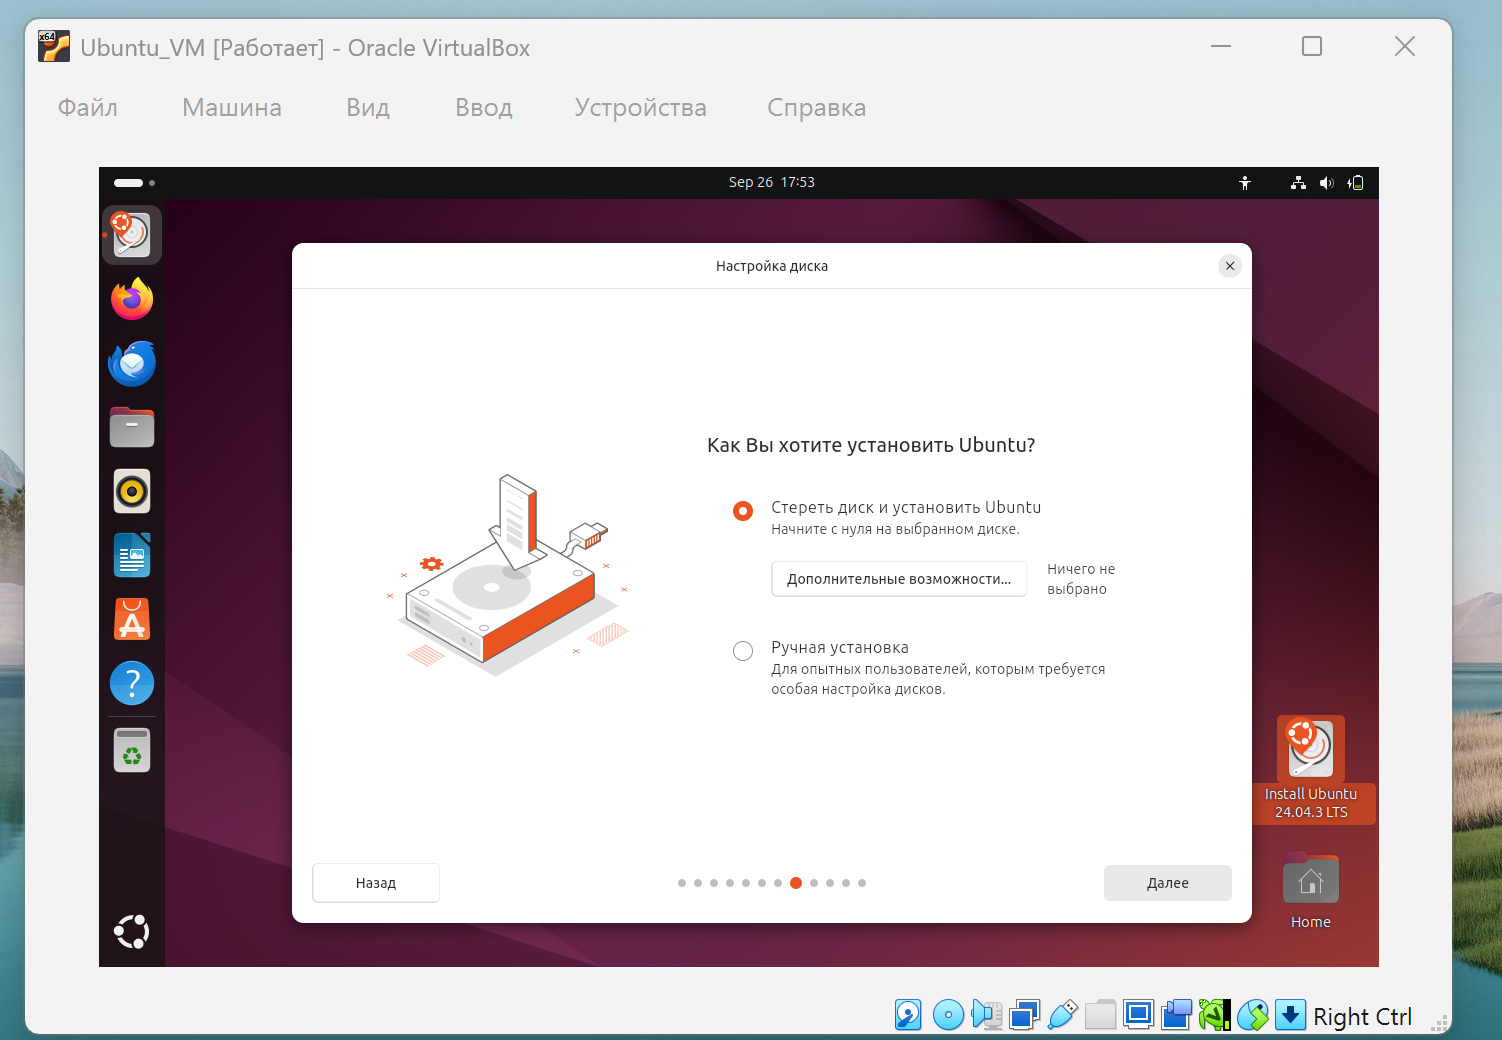 x64
Ubuntu_VM [Работает] - Oracle VirtualBox
Файл Машина Вид Ввод Устройства Справка
Sep 26 17:53
Настройка диска
Как Вы хотите установить Ubuntu?
Стереть диск и установить Ubuntu
Начните с нуля на выбранном диске.
Дополнительные возможности...
Ничего не
выбрано
Ручная установка
Для опытных пользователей, которым требуется
особая настройка дисков.
Install Ubuntu
24.04.3 LTS
Назад
Далее
Home
Right Ctrl